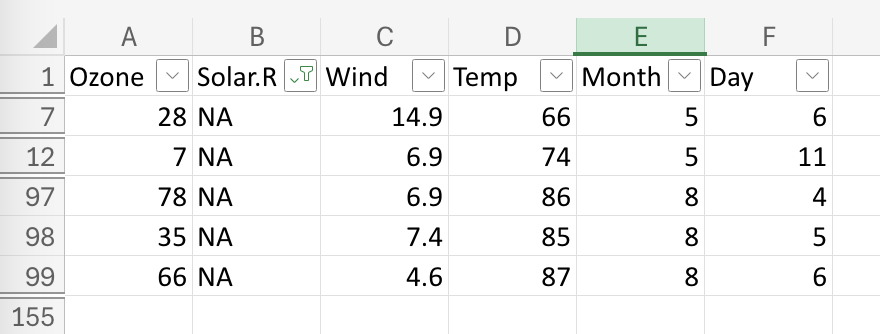 A B C D E F
1 Ozone Solar.R Wind Temp Month Day
7 28 NA 14.9 66 5 6
12 7 NA 6.9 74 5 11
97 78 NA 6.9 86 8 4
98 35 NA 7.4 85 8 5
99 66 NA 4.6 87 8 6
155